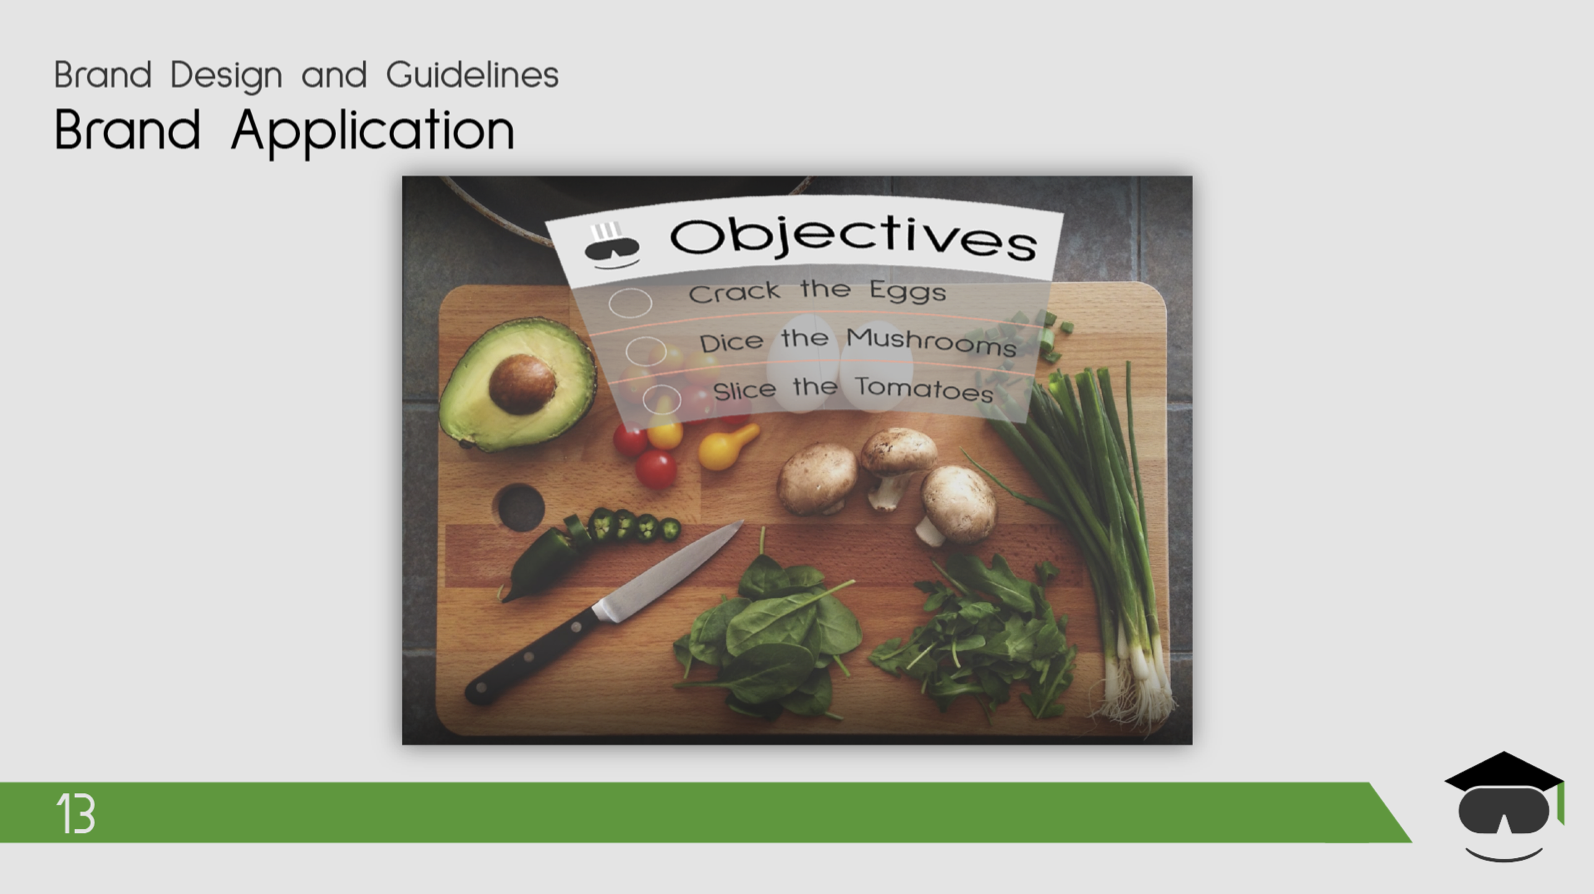 Brand Design and Guidelines
Brand Application
Objectives
Crack the Eggs
Dice the Mushrooms
Slice the Tomatoes
13